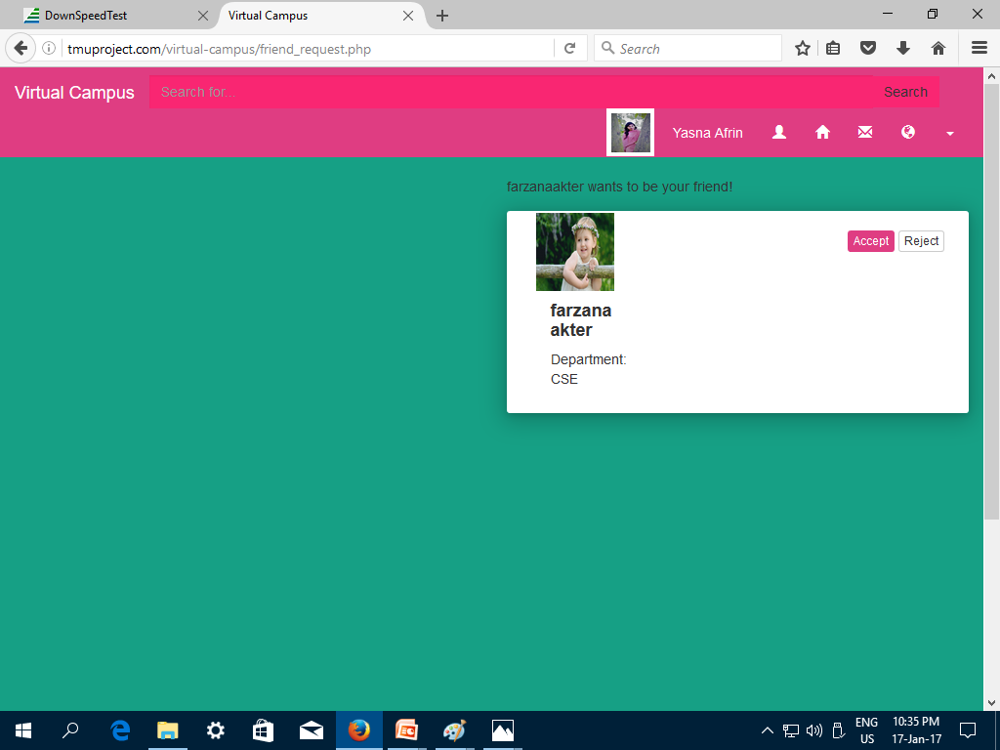 DownSpeedTest
Virtual Campus
tmuproject.com/virtual-campus/friend_request.php
Search
Virtual Campus
Search for...
Search
Yasna Afrin
farzanaakter wants to be your friend!
Accept
Reject
farzana
akter
Department:
CSE
ENG
US
10:35 PM
17-Jan-17